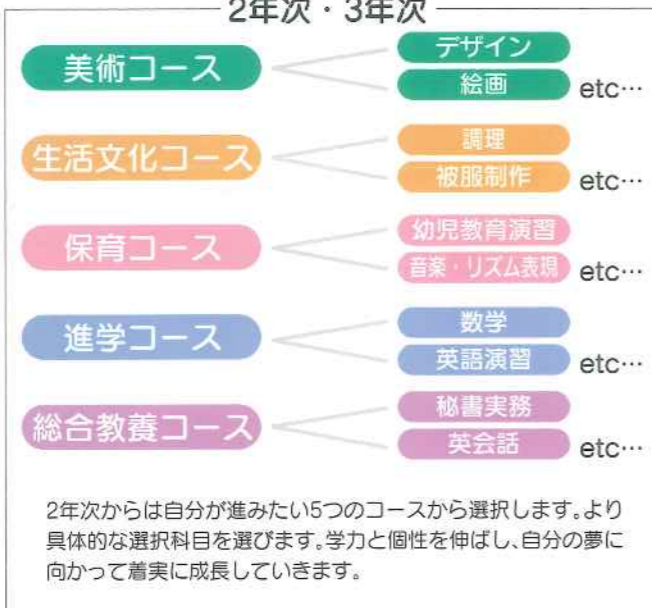 2年次・3年次
美術コース
デザイン
絵画 etc…
生活文化コース
調理
被服制作 etc…
保育コース
幼児教育演習
音楽・リズム表現 etc…
進学コース
数学
英語演習 etc…
総合教養コース
秘書実務
英会話 etc…
2年次からは自分が進みたい5つのコースから選択します。より
具体的な選択科目を選びます。学力と個性を伸ばし、自分の夢に
向かって着実に成長していきます。